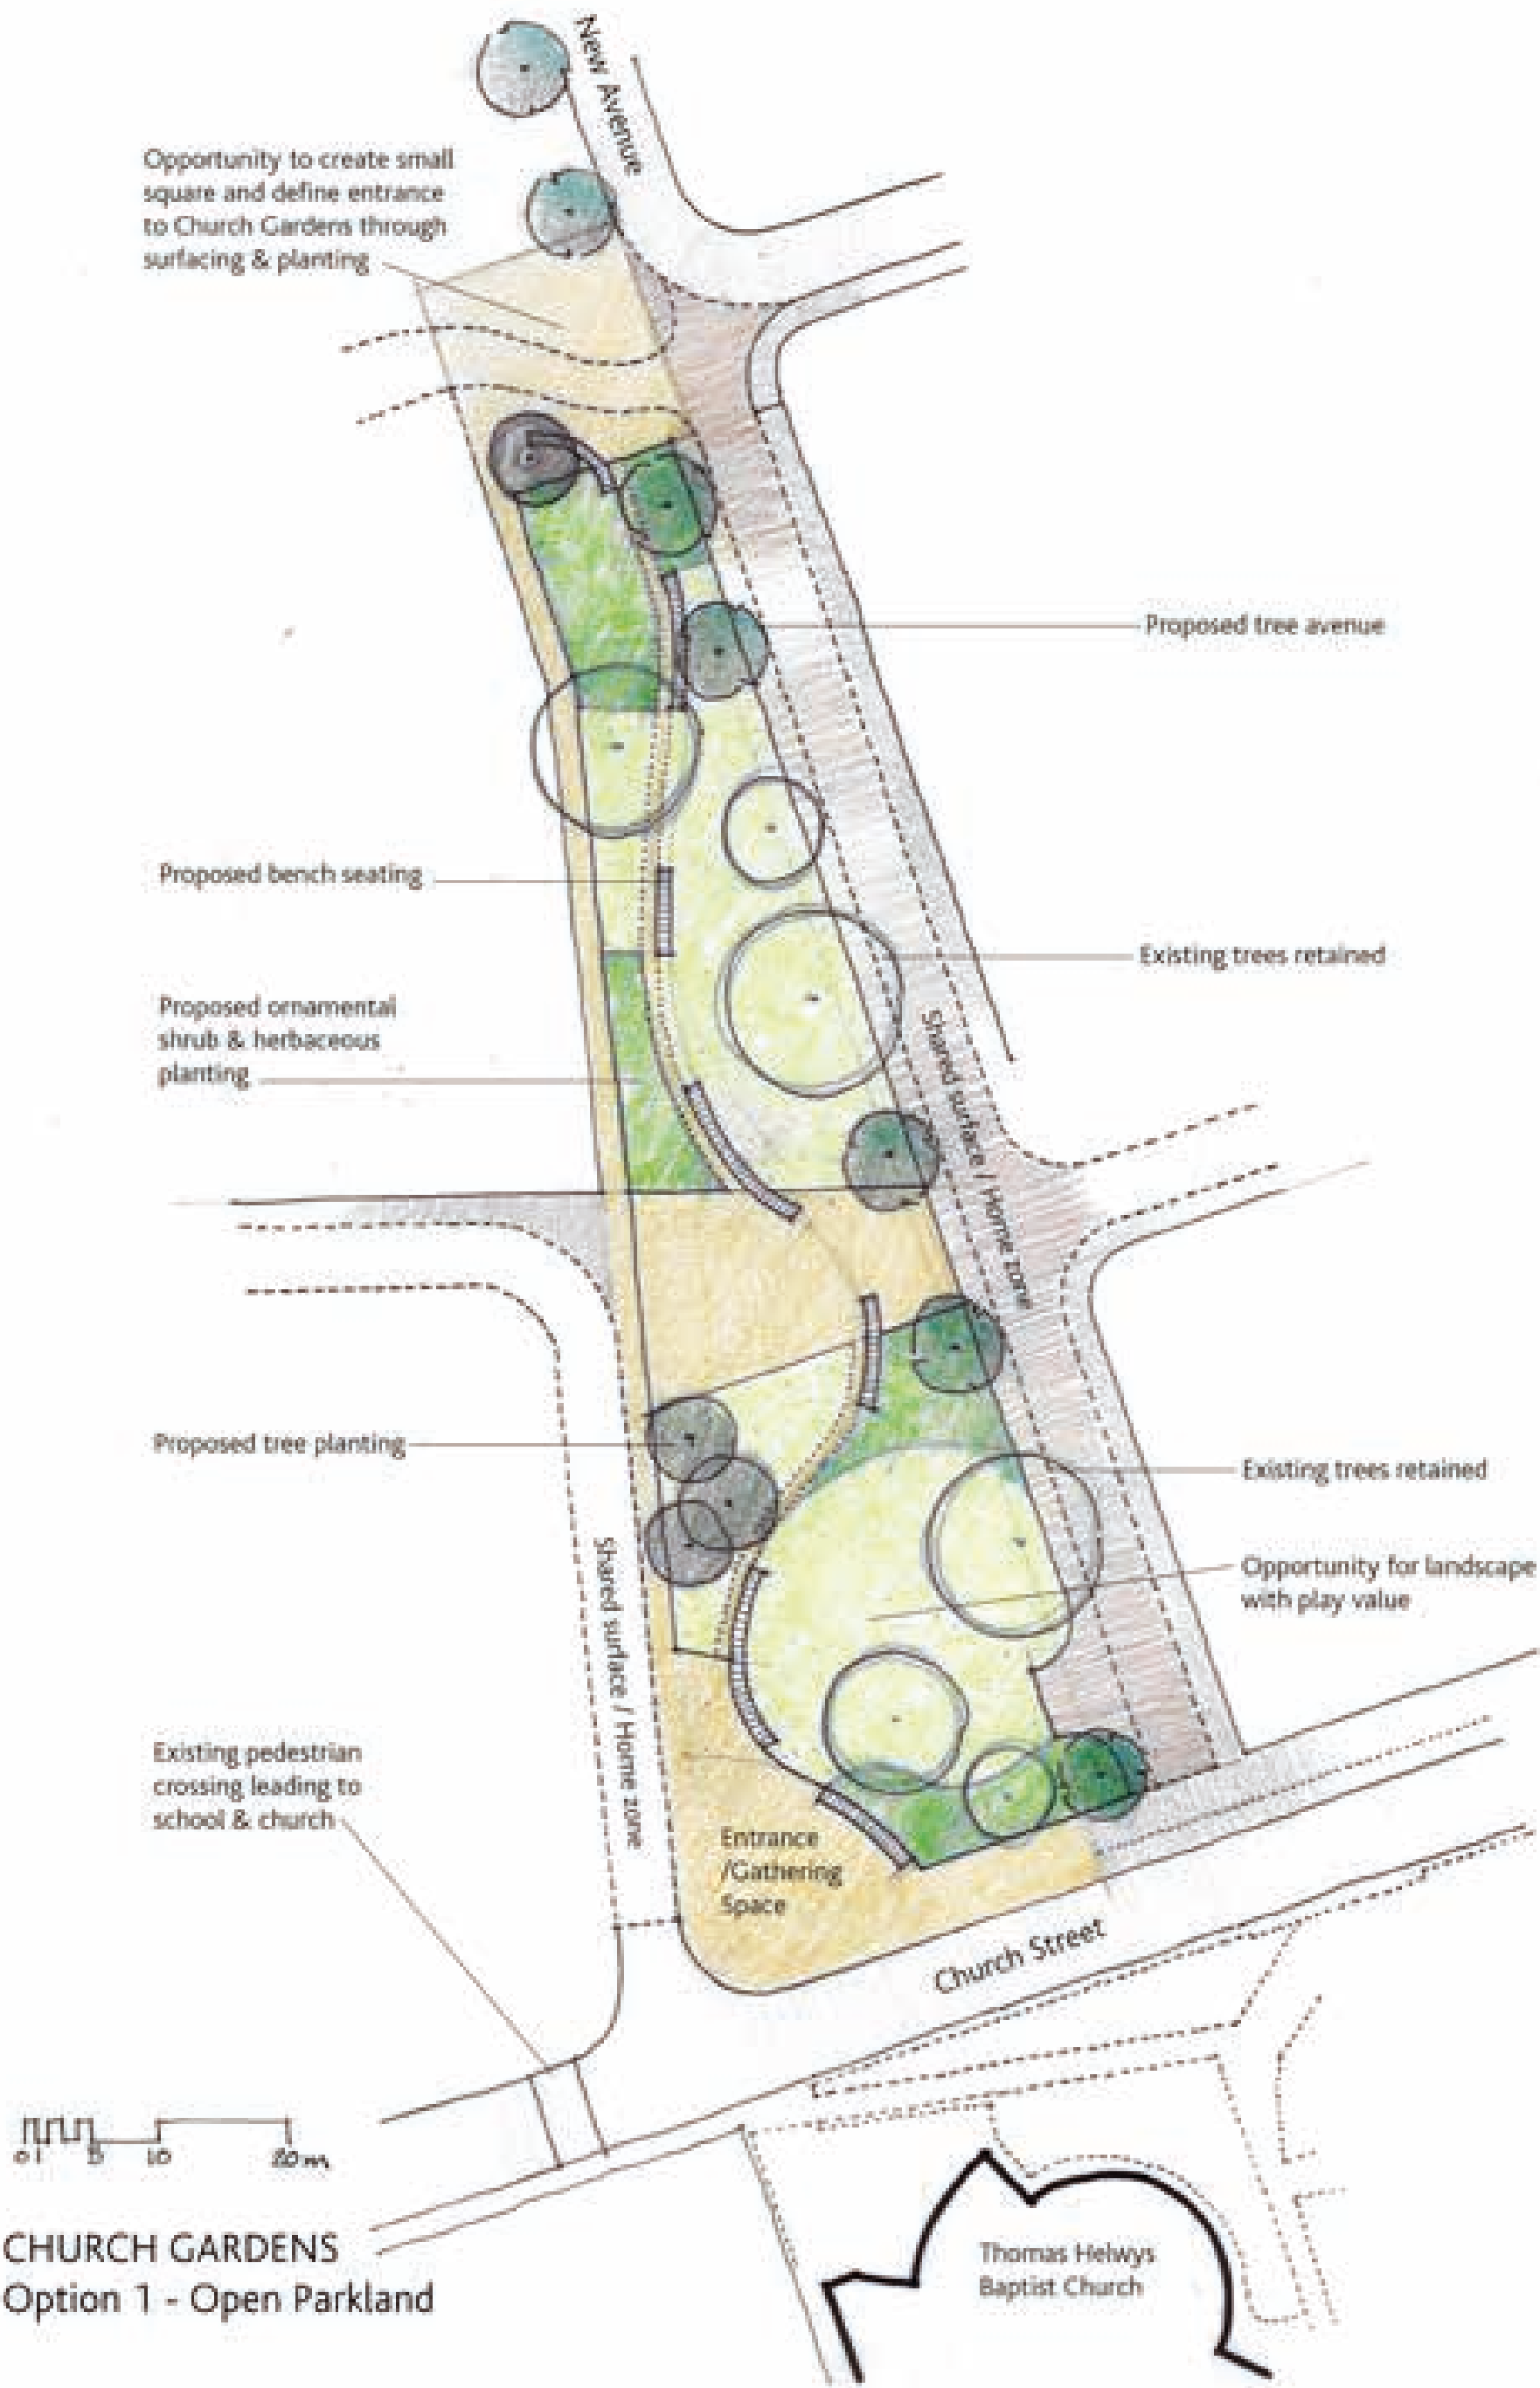 New Avenue
Opportunity to create small
square and define entrance
to Church Gardens through
surfacing & planting
Proposed tree avenue
Proposed bench seating
Existing trees retained
Proposed ornamental
shrub & herbaceous
planting
Shared surface / Home zone
Proposed tree planting
Existing trees retained
Shared surface / Home zone
Opportunity for landscape
with play value
Existing pedestrian
crossing leading to
school & church
Entrance
/Gathering
Space
Church Street
0 1 5 10 20m
CHURCH GARDENS
Option 1 - Open Parkland
Thomas Helwys
Baptist Church